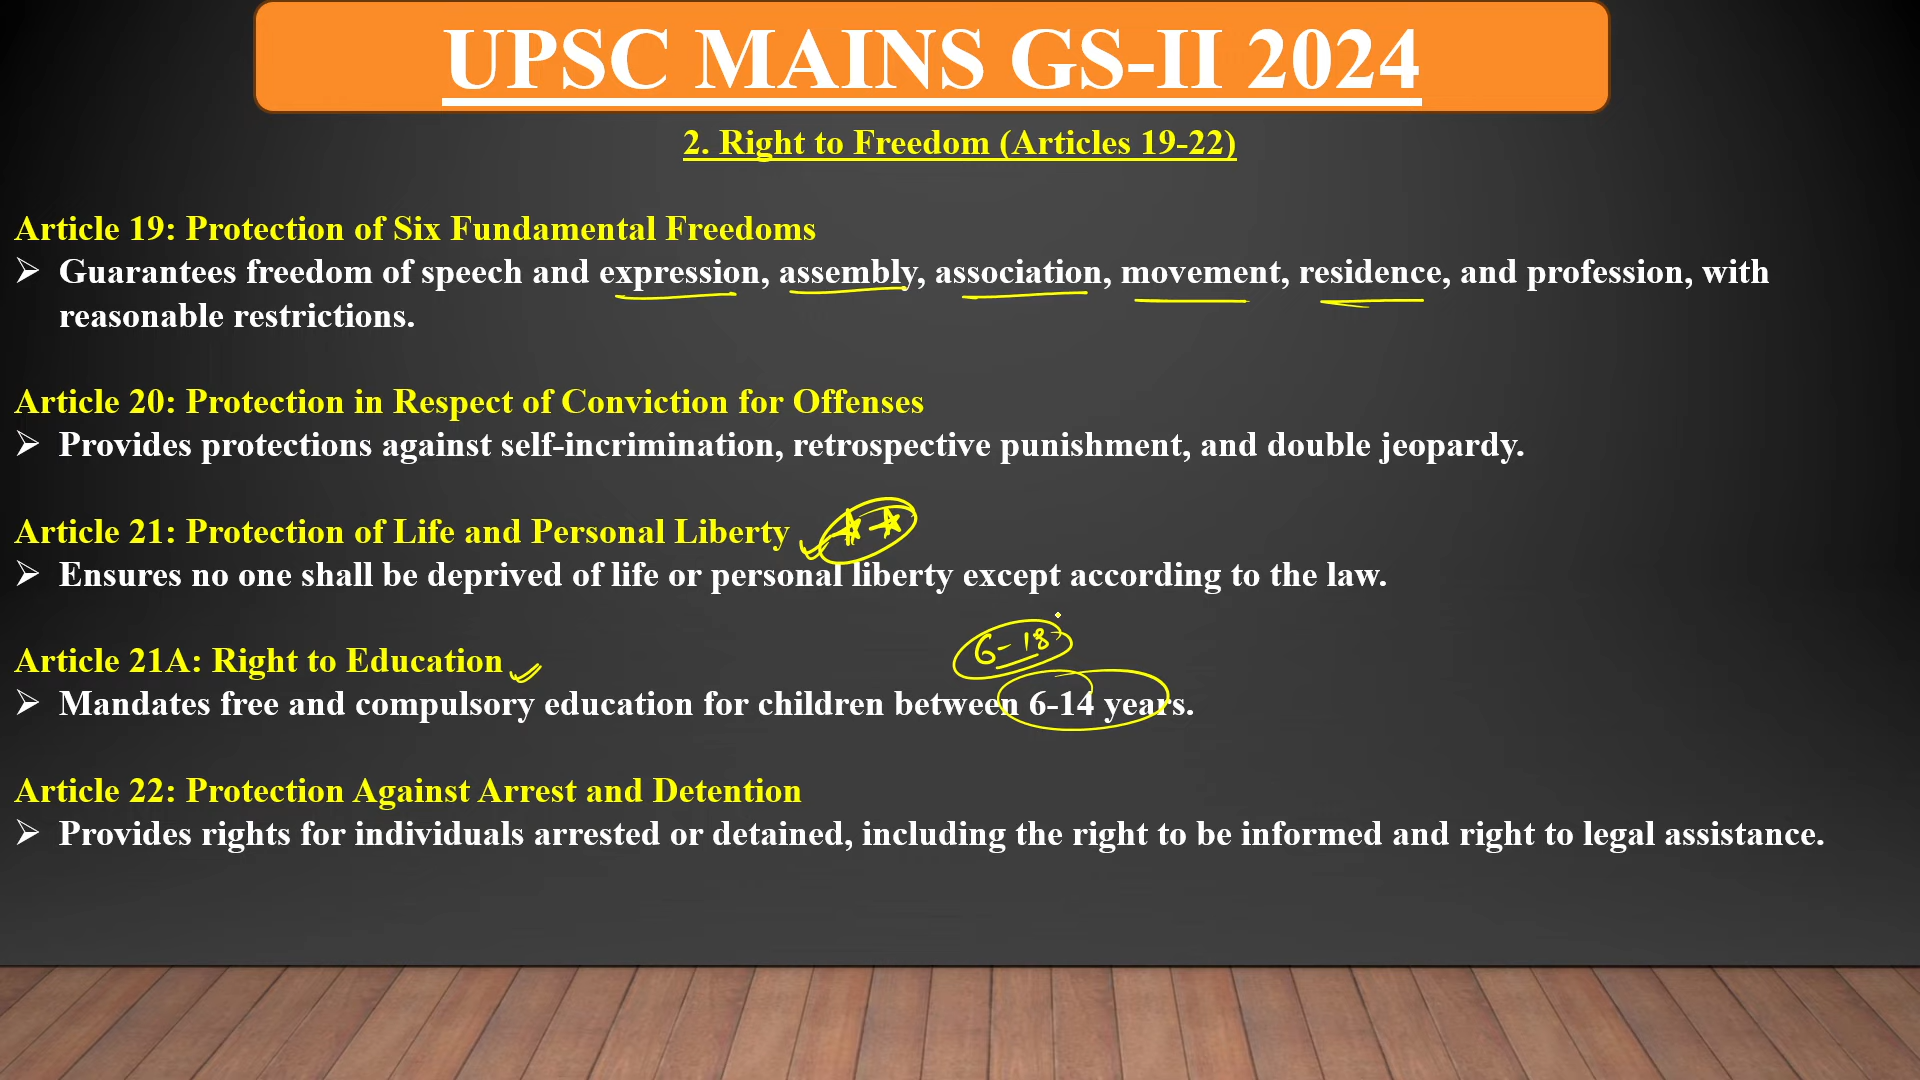 UPSC MAINS GS-II 2024
2. Right to Freedom (Articles 19-22)
Article 19: Protection of Six Fundamental Freedoms
➢ Guarantees freedom of speech and expression, assembly, association, movement, residence, and profession, with
reasonable restrictions.
Article 20: Protection in Respect of Conviction for Offenses
➢ Provides protections against self-incrimination, retrospective punishment, and double jeopardy.
Article 21: Protection of Life and Personal Liberty
➢ Ensures no one shall be deprived of life or personal liberty except according to the law.
6-18
Article 21A: Right to Education
➢ Mandates free and compulsory education for children between 6-14 years.
Article 22: Protection Against Arrest and Detention
➢ Provides rights for individuals arrested or detained, including the right to be informed and right to legal assistance.